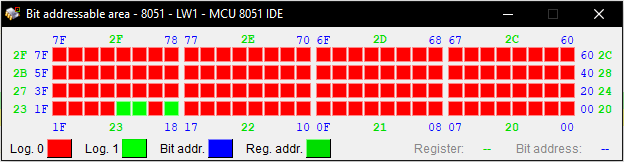 Bit addressable area - 8051 - LW1 - MCU 8051 IDE
7F 2F 78 77 2E 70 6F 2D 68 67 2C 60
2F 7F 60 2C
2B 5F 40 28
27 3F 20 24
23 1F 00 20
1F 23 18 17 22 10 0F 21 08 07 20 00
Log. 0 Log. 1 Bit addr. Reg. addr. Register: -- Bit address: --